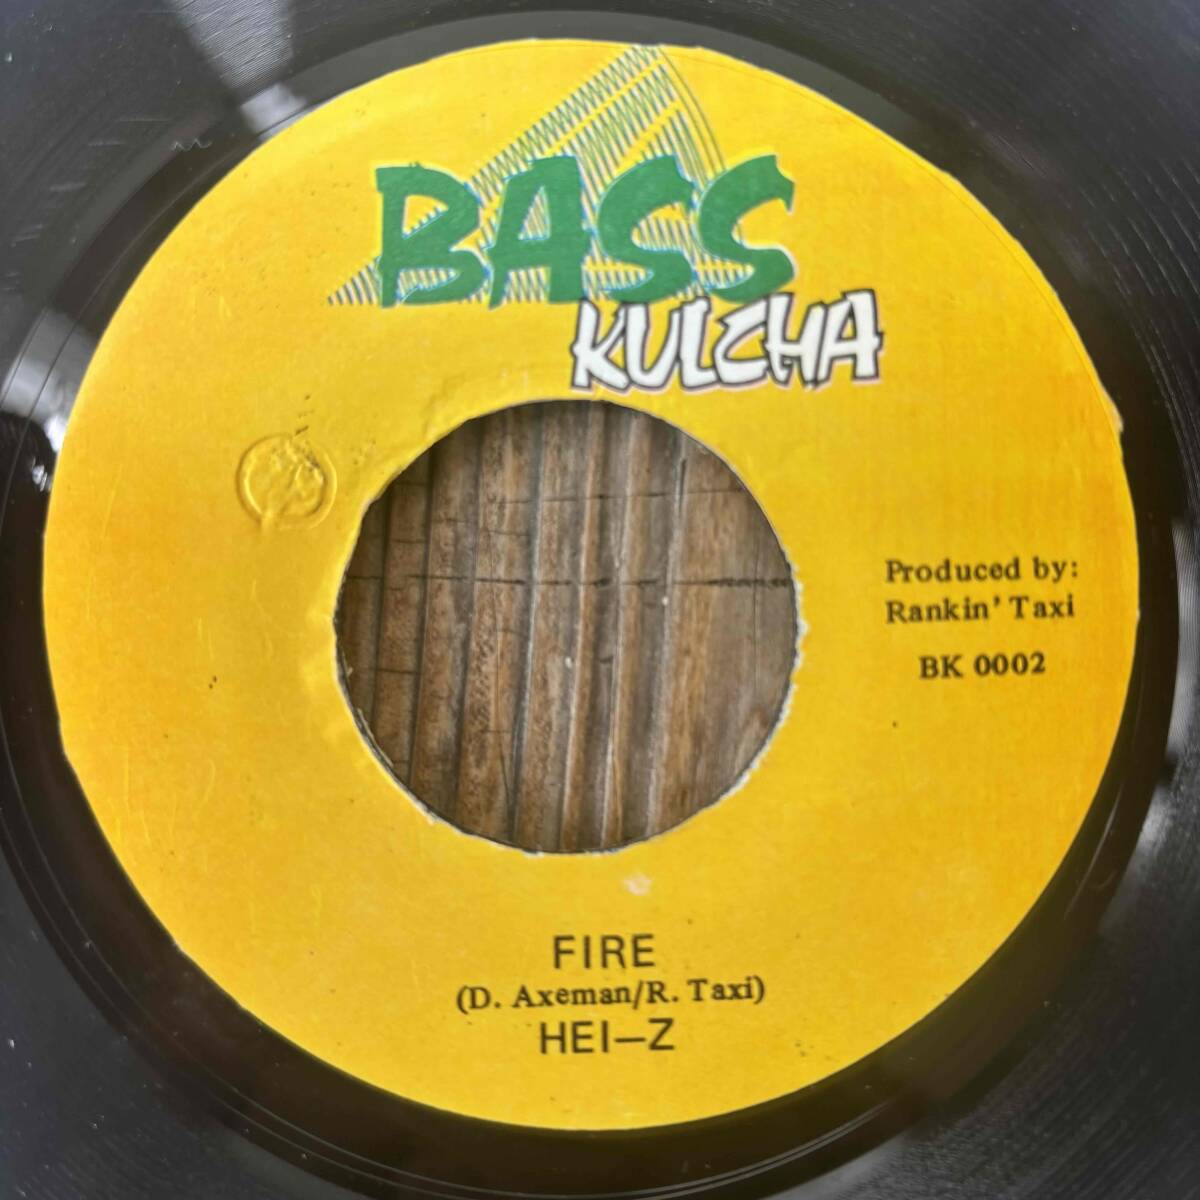 BASS
KULCHA
Produced by:
Rankin' Taxi
BK 0002
FIRE
(D. Axeman/R. Taxi)
HEI—Z